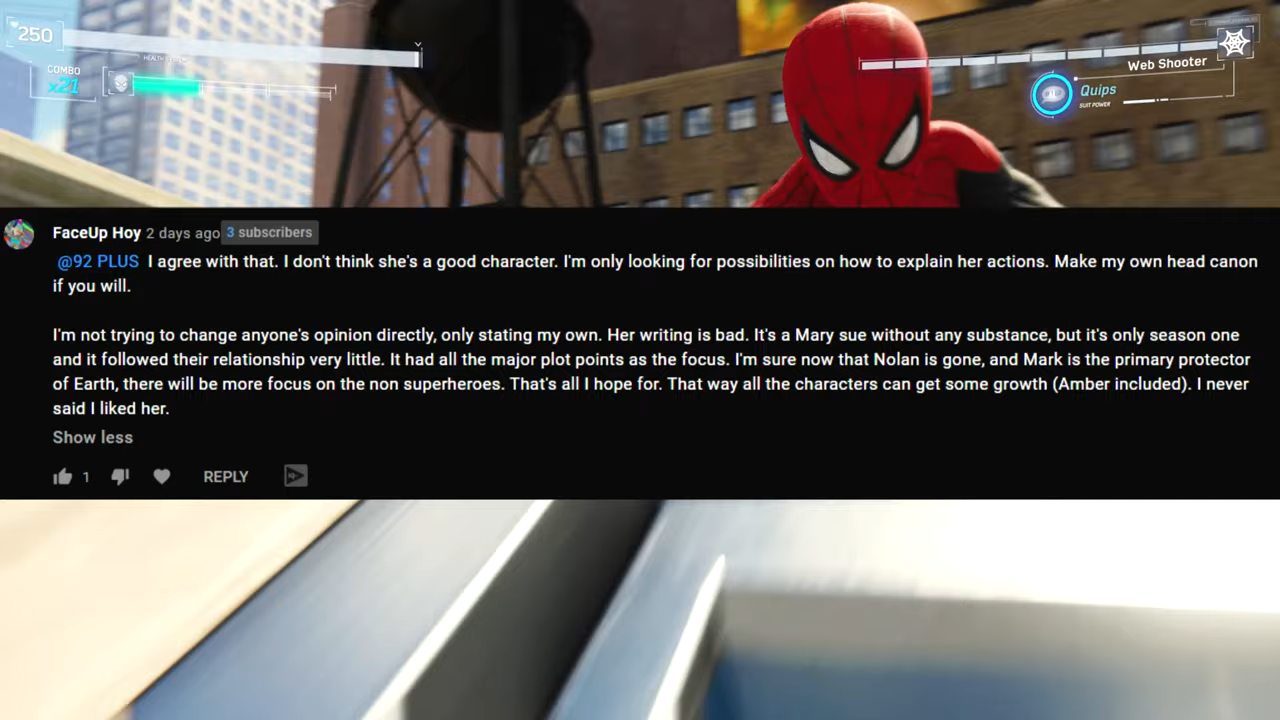 250
COMBO
x21
Web Shooter
Quips
SUIT POWER
FaceUp Hoy 2 days ago 3 subscribers
@92 PLUS I agree with that. I don't think she's a good character. I'm only looking for possibilities on how to explain her actions. Make my own head canon
if you will.
I'm not trying to change anyone's opinion directly, only stating my own. Her writing is bad. It's a Mary sue without any substance, but it's only season one
and it followed their relationship very little. It had all the major plot points as the focus. I'm sure now that Nolan is gone, and Mark is the primary protector
of Earth, there will be more focus on the non superheroes. That's all I hope for. That way all the characters can get some growth (Amber included). I never
said I liked her.
Show less
1 REPLY